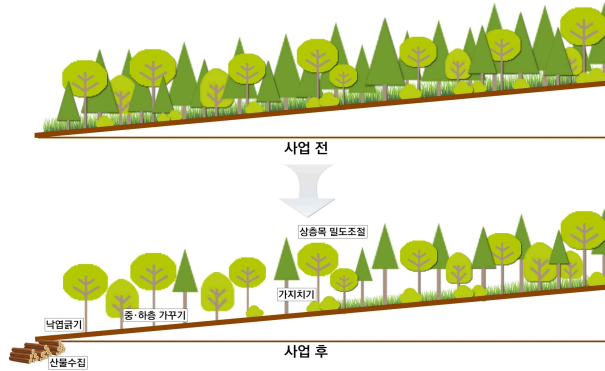 사업 전
상층목 밀도조절
가지치기
중·하층 가꾸기
낙엽긁기
사업 후
산물수집